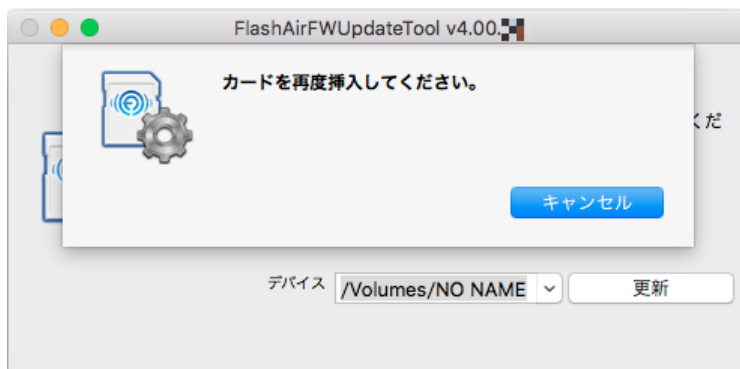 FlashAirFWUpdateTool v4.00.
カードを再度挿入してください。
くだ
キャンセル
デバイス /Volumes/NO NAME 更新